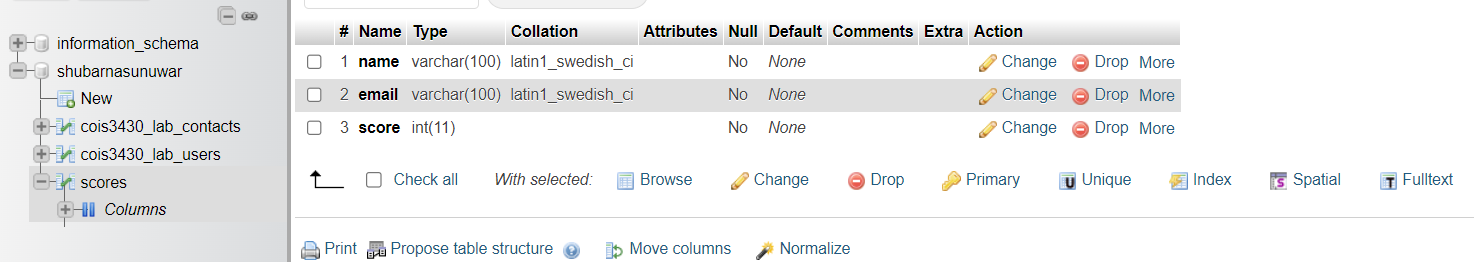 # Name Type Collation Attributes Null Default Comments Extra Action
information_schema
1 name varchar(100) latin1_swedish_ci No None Change Drop More
shubarnasunuwar
New
2 email varchar(100) latin1_swedish_ci No None Change Drop More
cois3430_lab_contacts
3 score int(11) No None Change Drop More
cois3430_lab_users
scores
Check all With selected: Browse Change Drop Primary Unique Index Spatial Fulltext
Columns
Print Propose table structure Move columns Normalize